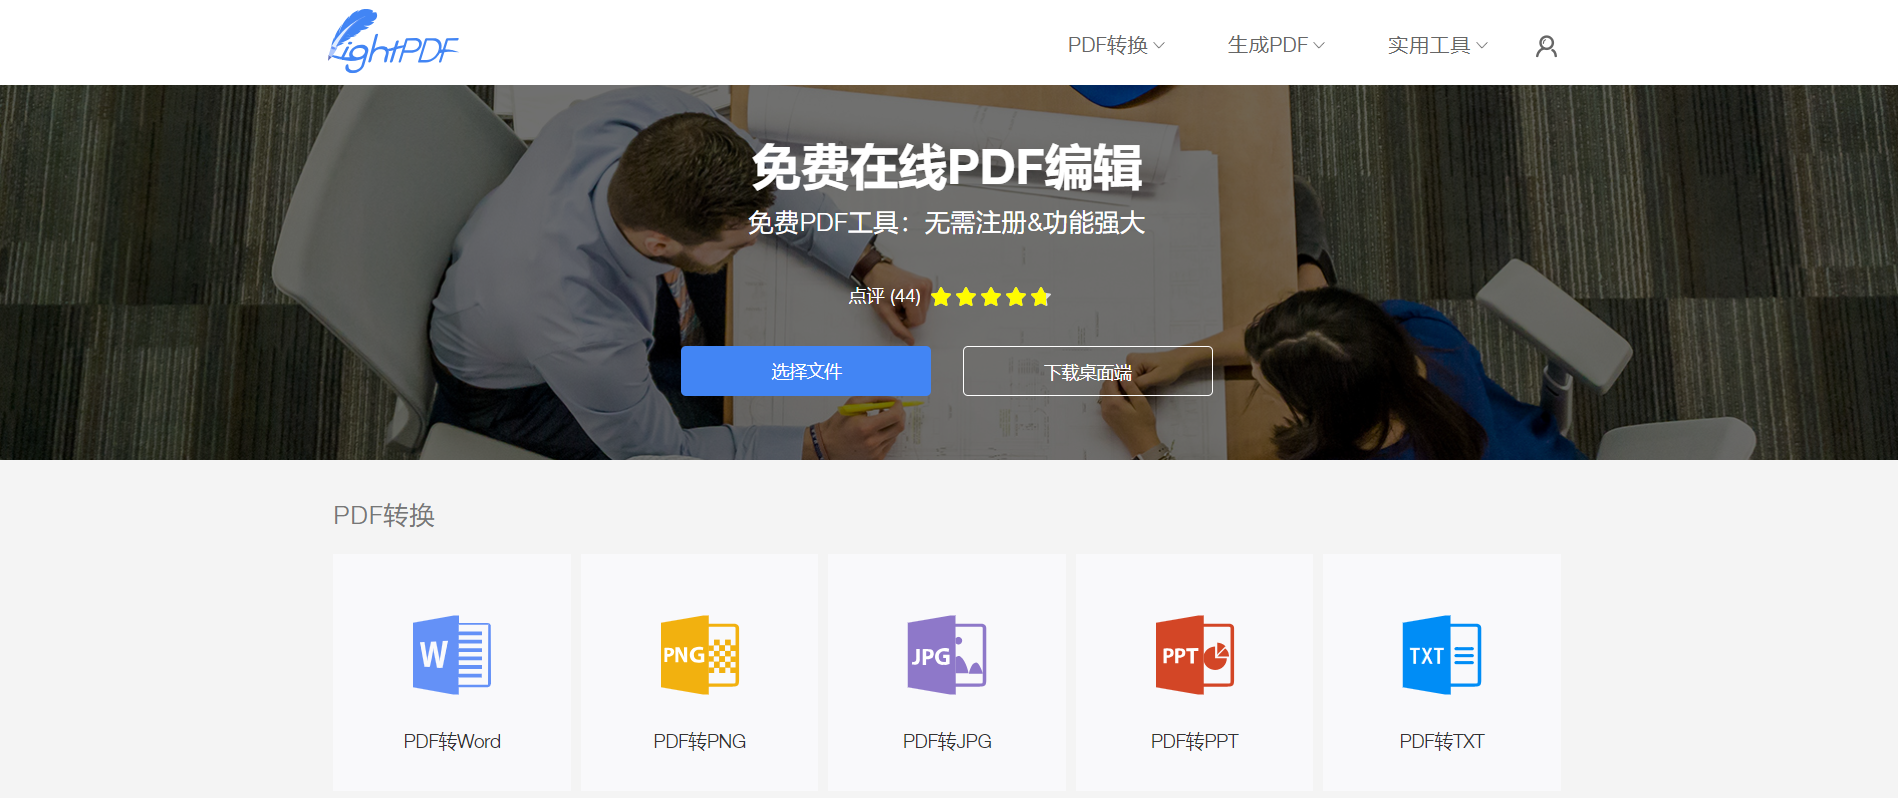 LightPDF
PDF转换
生成PDF
实用工具
免费在线PDF编辑
免费PDF工具：无需注册&功能强大
点评 (44)
选择文件
下载桌面端
PDF转换
W
PNG
JPG
PPT
TXT
PDF转Word
PDF转PNG
PDF转JPG
PDF转PPT
PDF转TXT